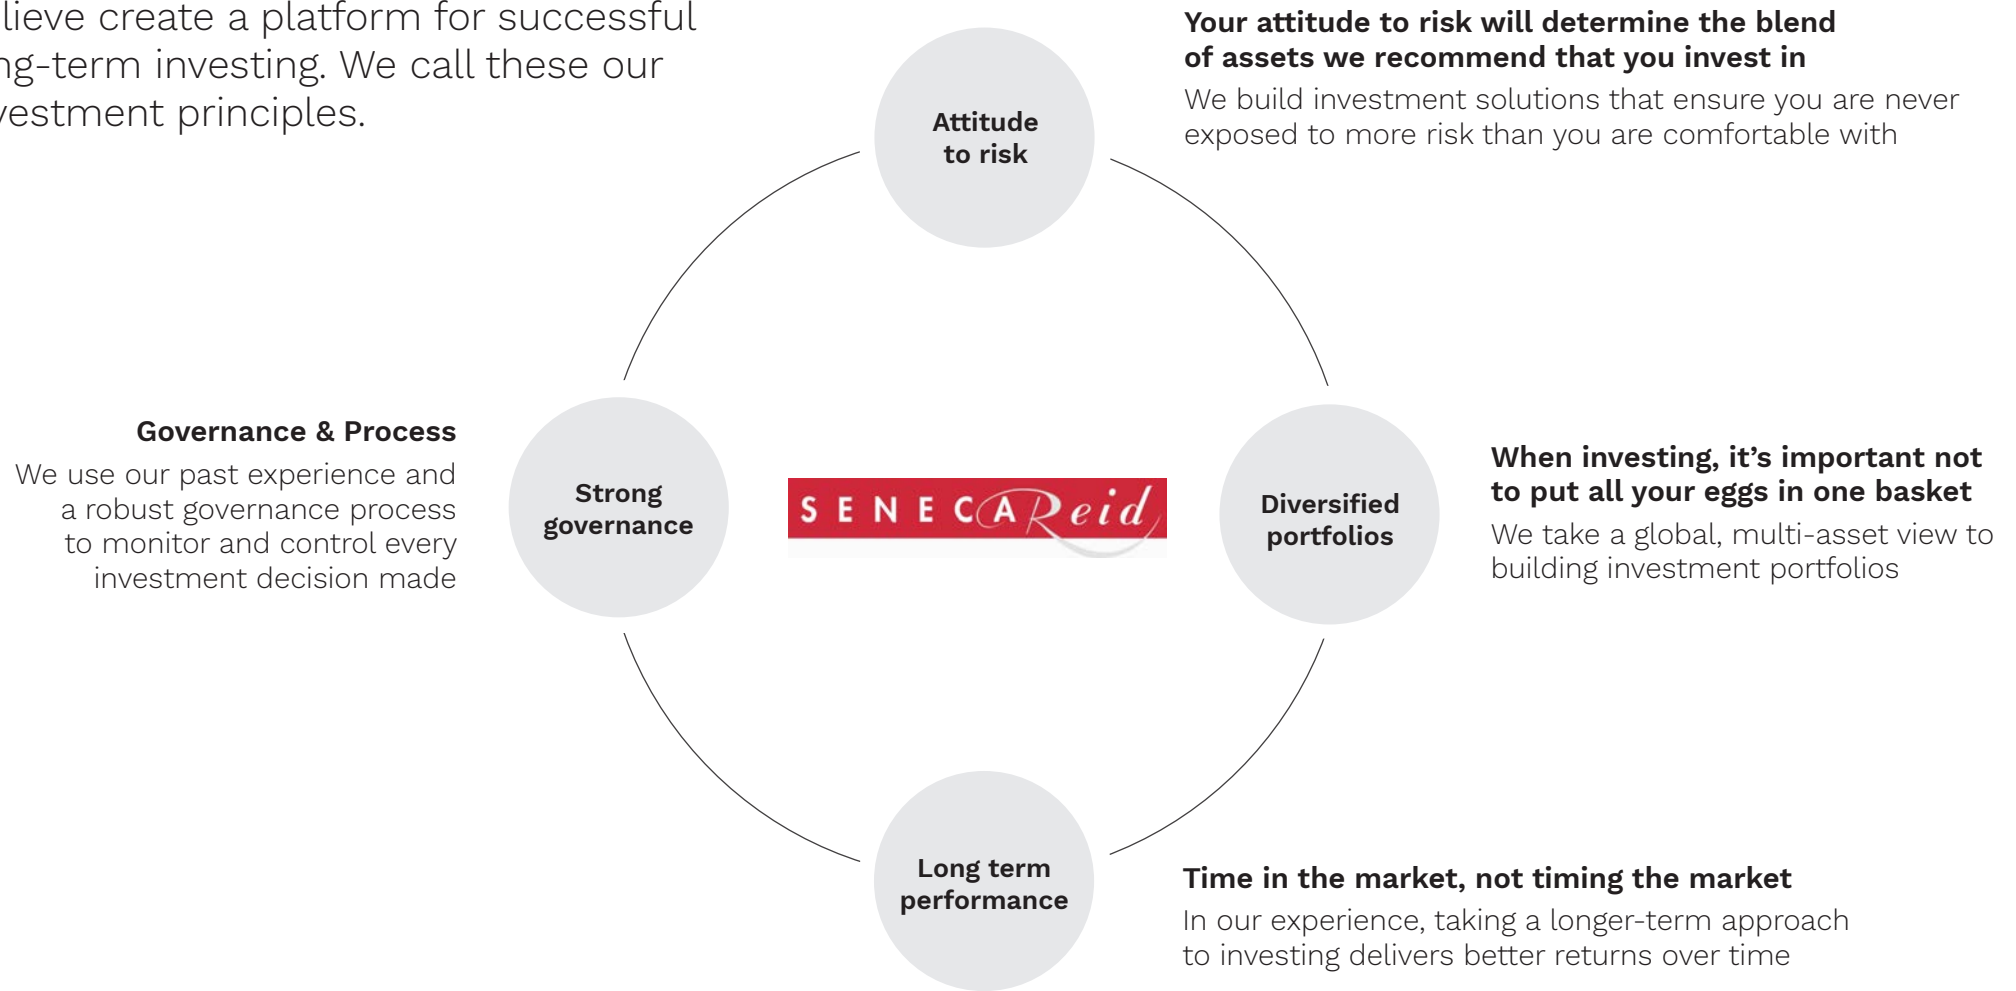 lieve create a platform for successful
ng-term investing. We call these our
vestment principles.
Attitude
to risk
Your attitude to risk will determine the blend
of assets we recommend that you invest in
We build investment solutions that ensure you are never
exposed to more risk than you are comfortable with
Governance & Process
We use our past experience and
a robust governance process
to monitor and control every
investment decision made
Strong
governance
SENECA Reid
Diversified
portfolios
When investing, it’s important not
to put all your eggs in one basket
We take a global, multi-asset view to
building investment portfolios
Long term
performance
Time in the market, not timing the market
In our experience, taking a longer-term approach
to investing delivers better returns over time